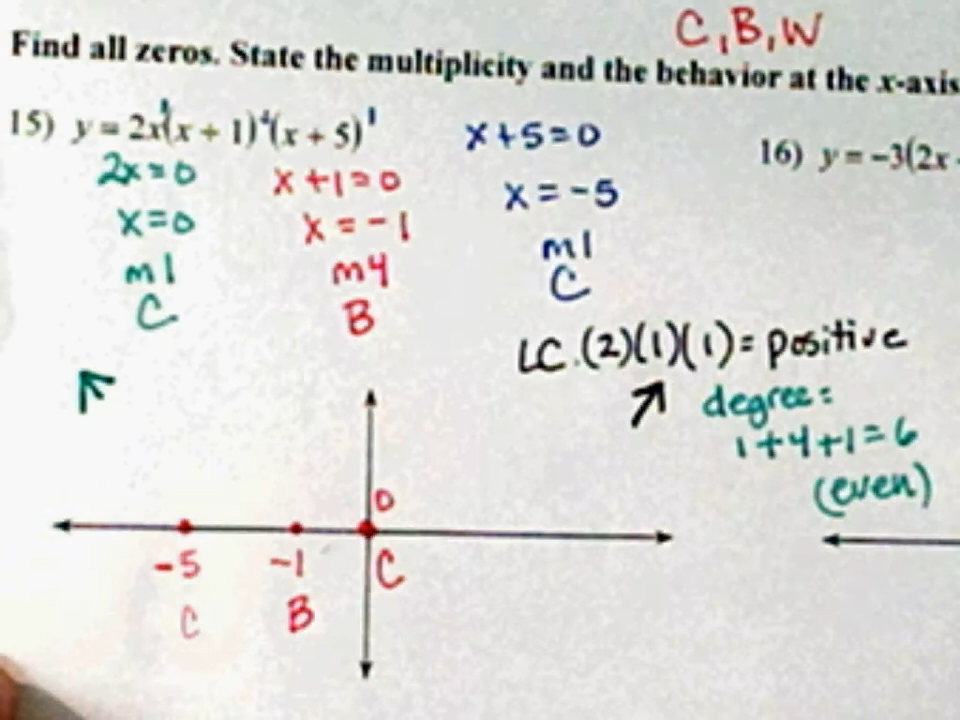 C, B, W
Find all zeros. State the multiplicity and the behavior at the x-axis
15) y = 2x¹(x + 1)⁴(x + 5)¹
x+5=0
16) y = -3(2x
2x=0 x+1=0
x=-5
x=0 x=-1
m1 m4 m1
C B C
LC.(2)(1)(1)= positive
degree:
1+4+1=6
(even)
0
-5 -1 C
C B